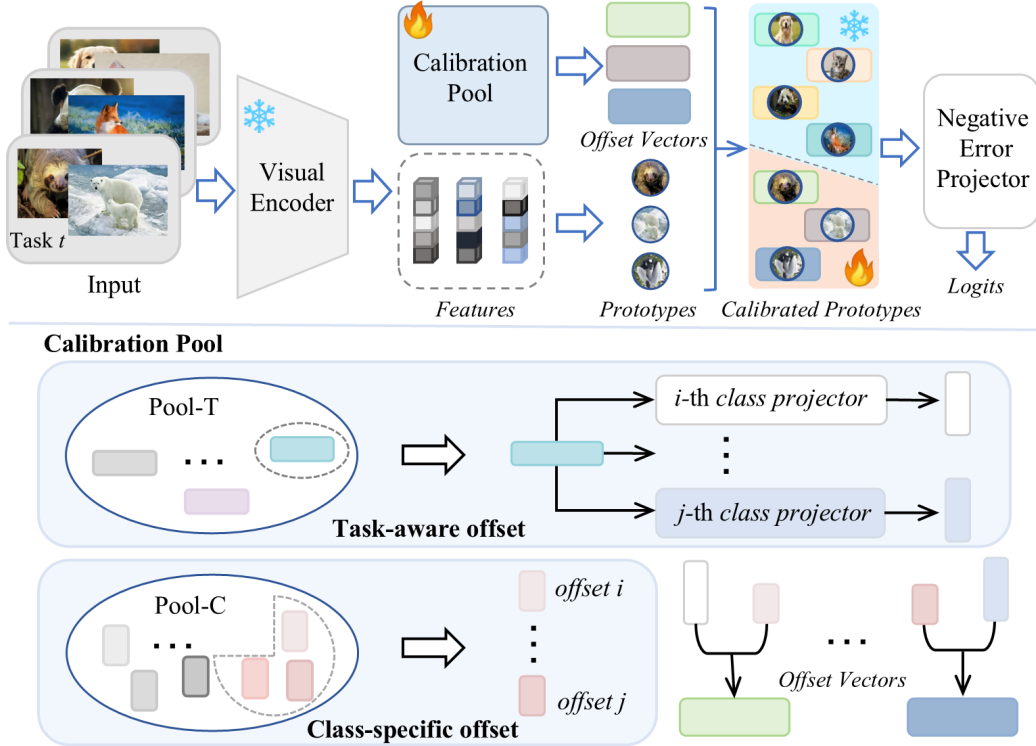 Task t
Input
Visual
Encoder
Calibration
Pool
Features
Offset Vectors
Prototypes
Calibrated Prototypes
Negative
Error
Projector
Logits
Calibration Pool
Pool-T
Task-aware offset
i-th class projector
j-th class projector
Pool-C
Class-specific offset
offset i
offset j
Offset Vectors